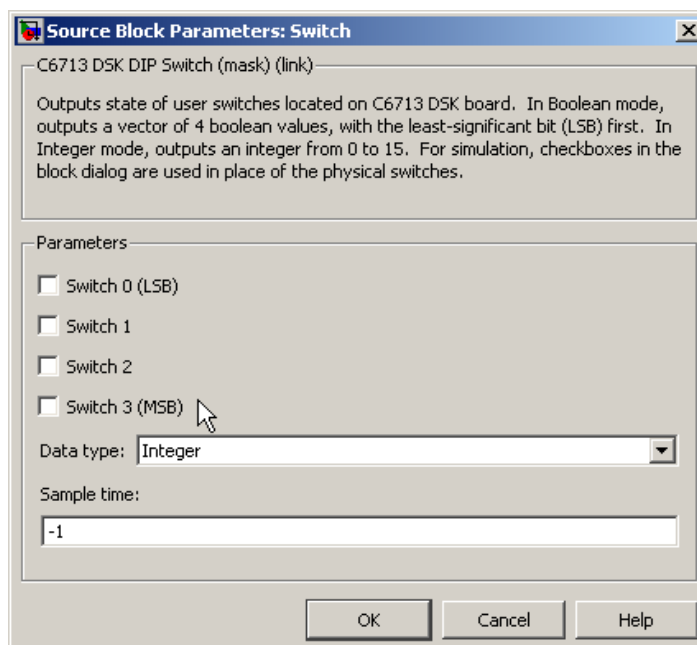 Source Block Parameters: Switch
C6713 DSK DIP Switch (mask) (link)
Outputs state of user switches located on C6713 DSK board. In Boolean mode,
outputs a vector of 4 boolean values, with the least-significant bit (LSB) first. In
Integer mode, outputs an integer from 0 to 15. For simulation, checkboxes in the
block dialog are used in place of the physical switches.
Parameters
Switch 0 (LSB)
Switch 1
Switch 2
Switch 3 (MSB)
Data type: Integer
Sample time:
-1
OK Cancel Help